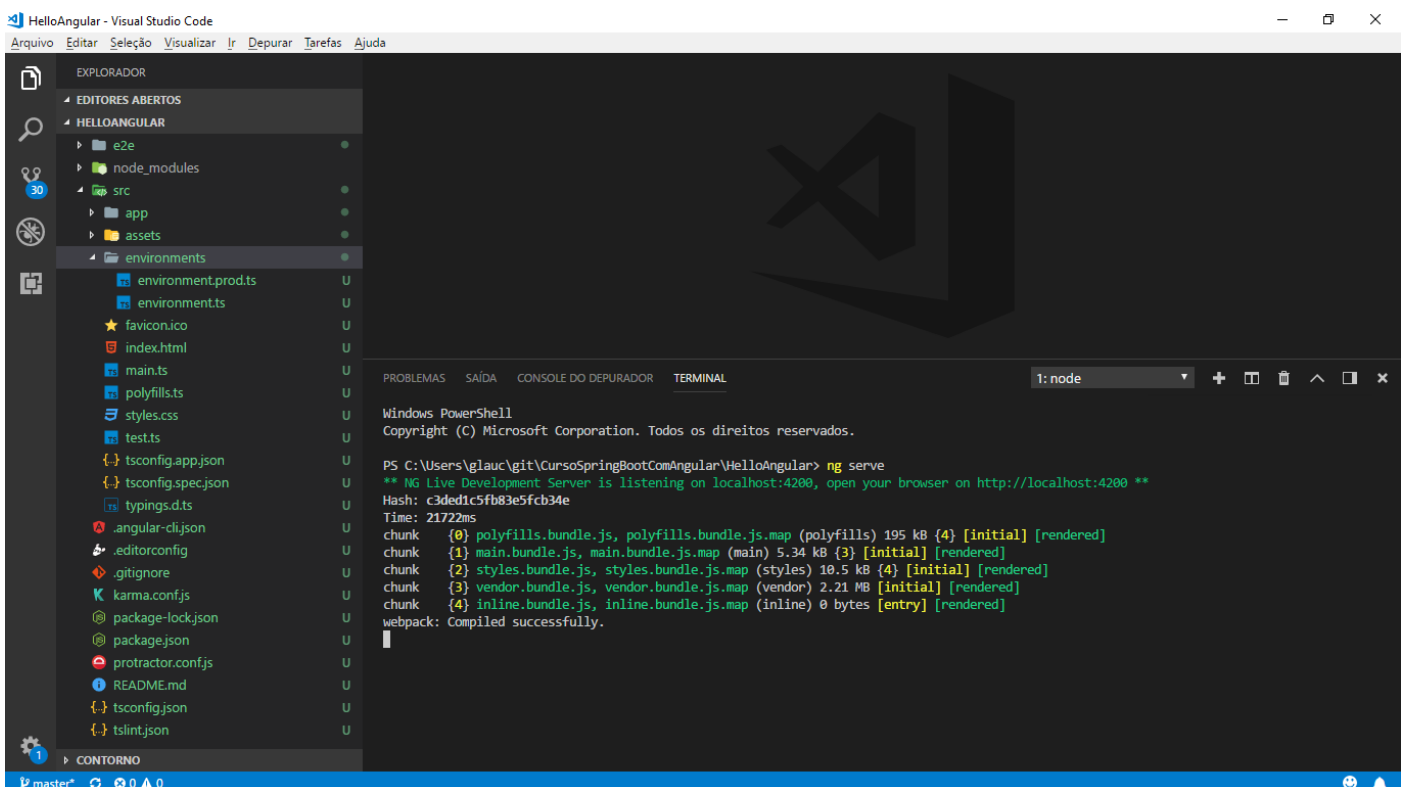 HelloAngular - Visual Studio Code
Arquivo Editar Seleção Visualizar Ir Depurar Tarefas Ajuda
EXPLORADOR
EDITORES ABERTOS
HELLOANGULAR
e2e
node_modules
30
src
app
assets
environments
environment.prod.ts U
environment.ts U
favicon.ico U
index.html U
main.ts U
polyfills.ts U
styles.css U
test.ts U
tsconfig.app.json U
tsconfig.spec.json U
typings.d.ts U
.angular-cli.json U
.editorconfig U
.gitignore U
karma.conf.js U
package-lock.json U
package.json U
protractor.conf.js U
README.md U
tsconfig.json U
tslint.json U
1
CONTORNO
PROBLEMAS SAÍDA CONSOLE DO DEPURADOR TERMINAL 1: node
Windows PowerShell
Copyright (C) Microsoft Corporation. Todos os direitos reservados.
PS C:\Users\glauc\git\CursoSpringBootComAngular\HelloAngular> ng serve
** NG Live Development Server is listening on localhost:4200, open your browser on http://localhost:4200 **
Hash: c3ded1c5fb83e5fcb34e
Time: 21722ms
chunk {0} polyfills.bundle.js, polyfills.bundle.js.map (polyfills) 195 kB {4} [initial] [rendered]
chunk {1} main.bundle.js, main.bundle.js.map (main) 5.34 kB {3} [initial] [rendered]
chunk {2} styles.bundle.js, styles.bundle.js.map (styles) 10.5 kB {4} [initial] [rendered]
chunk {3} vendor.bundle.js, vendor.bundle.js.map (vendor) 2.21 MB [initial] [rendered]
chunk {4} inline.bundle.js, inline.bundle.js.map (inline) 0 bytes [entry] [rendered]
webpack: Compiled successfully.
master* 0 0